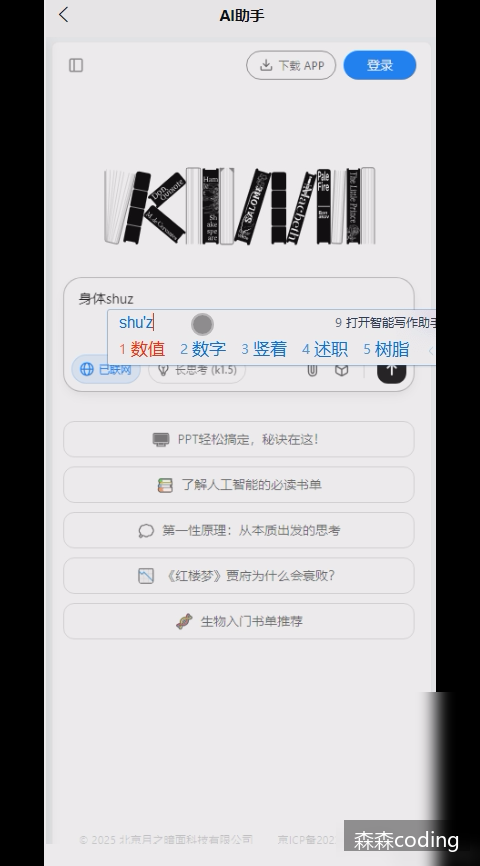 AI助手
下载 APP
登录
KIMI
Don Quixote
M.de Cervantes
Ham
Shakespeare
Macbeth
Pale Fire
The Little Prince
身体shuz
shu'z
9 打开智能写作助手
1 数值 2 数字 3 竖着 4 述职 5 树脂
已联网
长思考 (k1.5)
PPT轻松搞定，秘诀在这！
了解人工智能的必读书单
第一性原理：从本质出发的思考
《红楼梦》贾府为什么会衰败？
生物入门书单推荐
© 2025 北京月之暗面科技有限公司 京ICP备202
森森coding